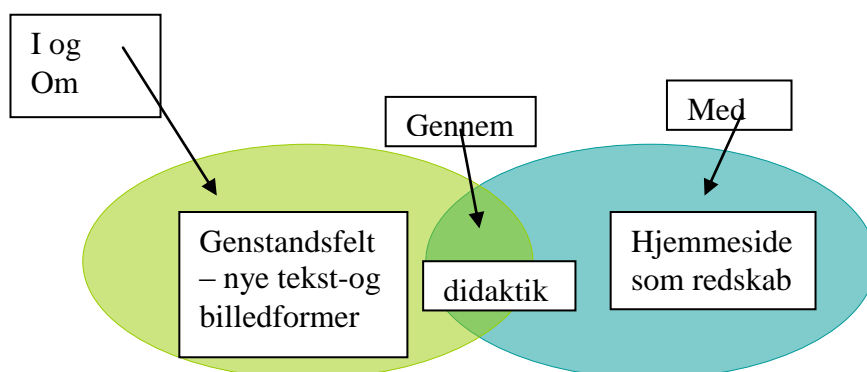 I og
Om
Gennem
Med
Genstandsfelt
– nye tekst-og
billedformer
didaktik
Hjemmeside
som redskab